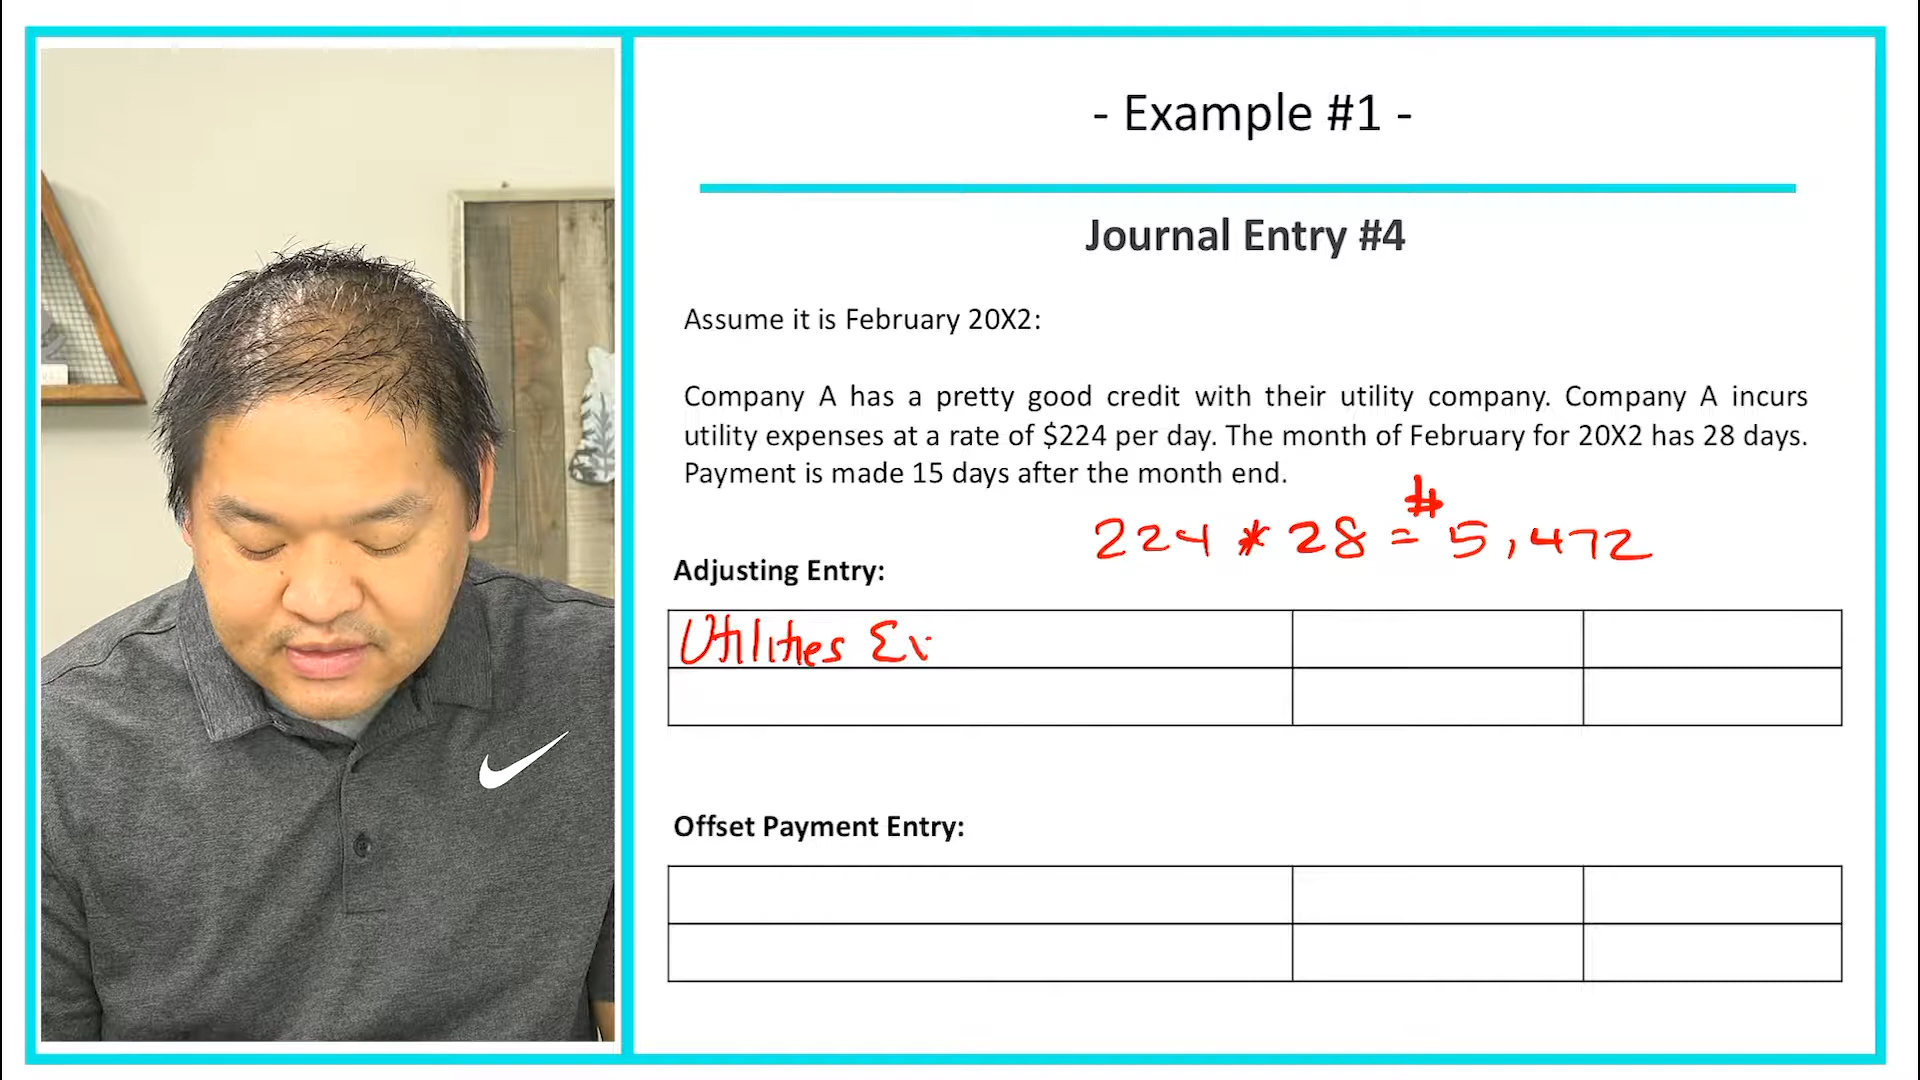 - Example #1 -
Journal Entry #4
Assume it is February 20X2:
Company A has a pretty good credit with their utility company. Company A incurs
utility expenses at a rate of $224 per day. The month of February for 20X2 has 28 days.
Payment is made 15 days after the month end.
224 * 28 = $5,472
Adjusting Entry:
Utilities Ex
Offset Payment Entry: